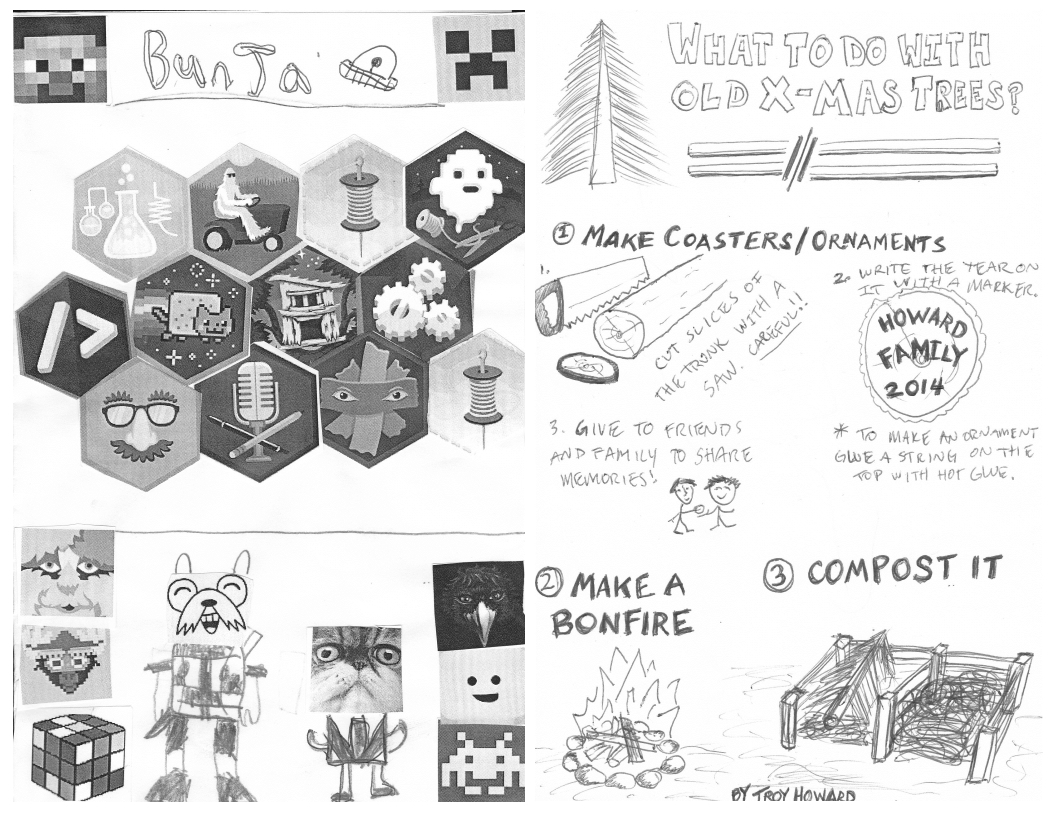 BunJa'
WHAT TO DO WITH
OLD X-MAS TREES?
① MAKE COASTERS/ORNAMENTS
1.
CUT SLICES OF
THE TRONK WITH A
SAW. CAREFUL!!
2. WRITE THE YEAR ON
IT WITH A MARKER.
HOWARD
FAMILY
2014
3. GIVE TO FRIENDS
AND FAMILY TO SHARE
MEMORIES!
* TO MAKE AN ORNAMENT
GLUE A STRING ON THE
TOP WITH HOT GLUE.
② MAKE A
BONFIRE
③ COMPOST IT
BY TROY HOWARD